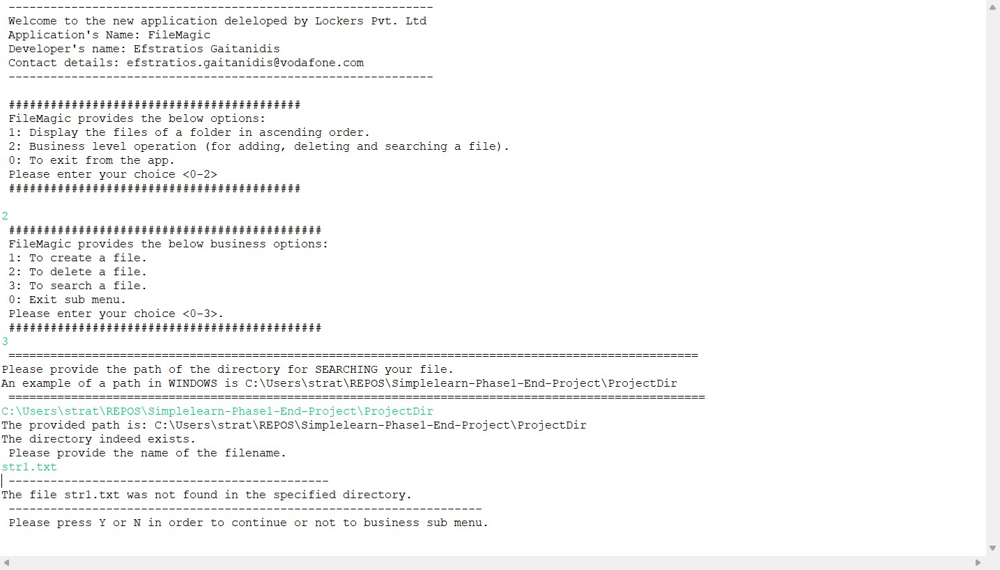 -------------------------------------------------------------
Welcome to the new application deleloped by Lockers Pvt. Ltd
Application's Name: FileMagic
Developer's name: Efstratios Gaitanidis
Contact details: efstratios.gaitanidis@vodafone.com
-------------------------------------------------------------
##########################################
FileMagic provides the below options:
1: Display the files of a folder in ascending order.
2: Business level operation (for adding, deleting and searching a file).
0: To exit from the app.
Please enter your choice <0-2>
##########################################
2
#############################################
FileMagic provides the below business options:
1: To create a file.
2: To delete a file.
3: To search a file.
0: Exit sub menu.
Please enter your choice <0-3>.
#############################################
3
===================================================================================================
Please provide the path of the directory for SEARCHING your file.
An example of a path in WINDOWS is C:\Users\strat\REPOS\Simplelearn-Phase1-End-Project\ProjectDir
====================================================================================================
C:\Users\strat\REPOS\Simplelearn-Phase1-End-Project\ProjectDir
The provided path is: C:\Users\strat\REPOS\Simplelearn-Phase1-End-Project\ProjectDir
The directory indeed exists.
Please provide the name of the filename.
str1.txt
----------------------------------------------
The file str1.txt was not found in the specified directory.
--------------------------------------------------------------------
Please press Y or N in order to continue or not to business sub menu.